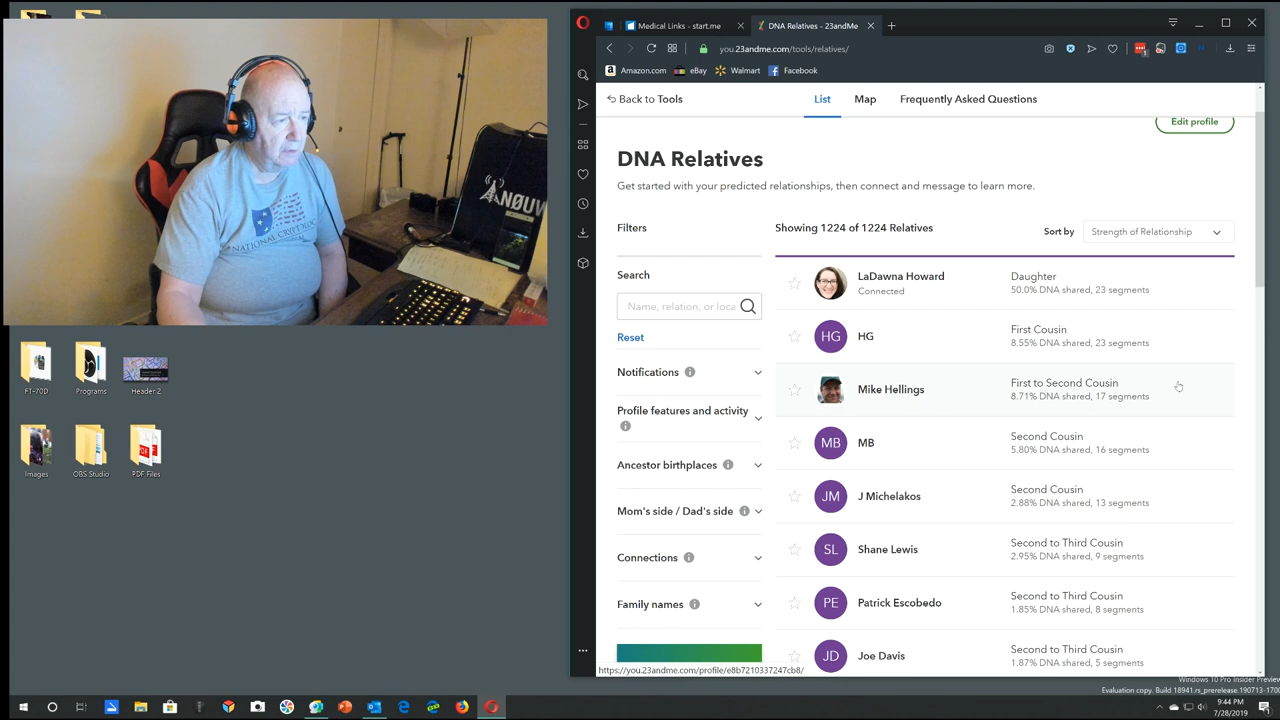 NATIONAL CRYPTOLOGIC
NOUW
Medical Links - start.me
DNA Relatives - 23andMe
you.23andme.com/tools/relatives/
Amazon.com
eBay
Walmart
Facebook
Back to Tools
List
Map
Frequently Asked Questions
Edit profile
DNA Relatives
Get started with your predicted relationships, then connect and message to learn more.
Filters
Showing 1224 of 1224 Relatives
Sort by
Strength of Relationship
Search
Name, relation, or loca
Reset
Notifications
Profile features and activity
Ancestor birthplaces
Mom's side / Dad's side
Connections
Family names
LaDawna Howard
Connected
Daughter
50.0% DNA shared, 23 segments
HG
HG
First Cousin
8.55% DNA shared, 23 segments
Mike Hellings
First to Second Cousin
8.71% DNA shared, 17 segments
MB
MB
Second Cousin
5.80% DNA shared, 16 segments
JM
J Michelakos
Second Cousin
2.88% DNA shared, 13 segments
SL
Shane Lewis
Second to Third Cousin
2.95% DNA shared, 9 segments
PE
Patrick Escobedo
Second to Third Cousin
1.85% DNA shared, 8 segments
JD
Joe Davis
Second to Third Cousin
1.87% DNA shared, 5 segments
https://you.23andme.com/profile/e8b7210337247cb8/
FT-70D
Programs
Header 2
Images
OBS Studio
PDF Files
Windows 10 Pro Insider Preview
Evaluation copy. Build 18941.rs_prerelease.190713-1700
9:44 PM
7/28/2019